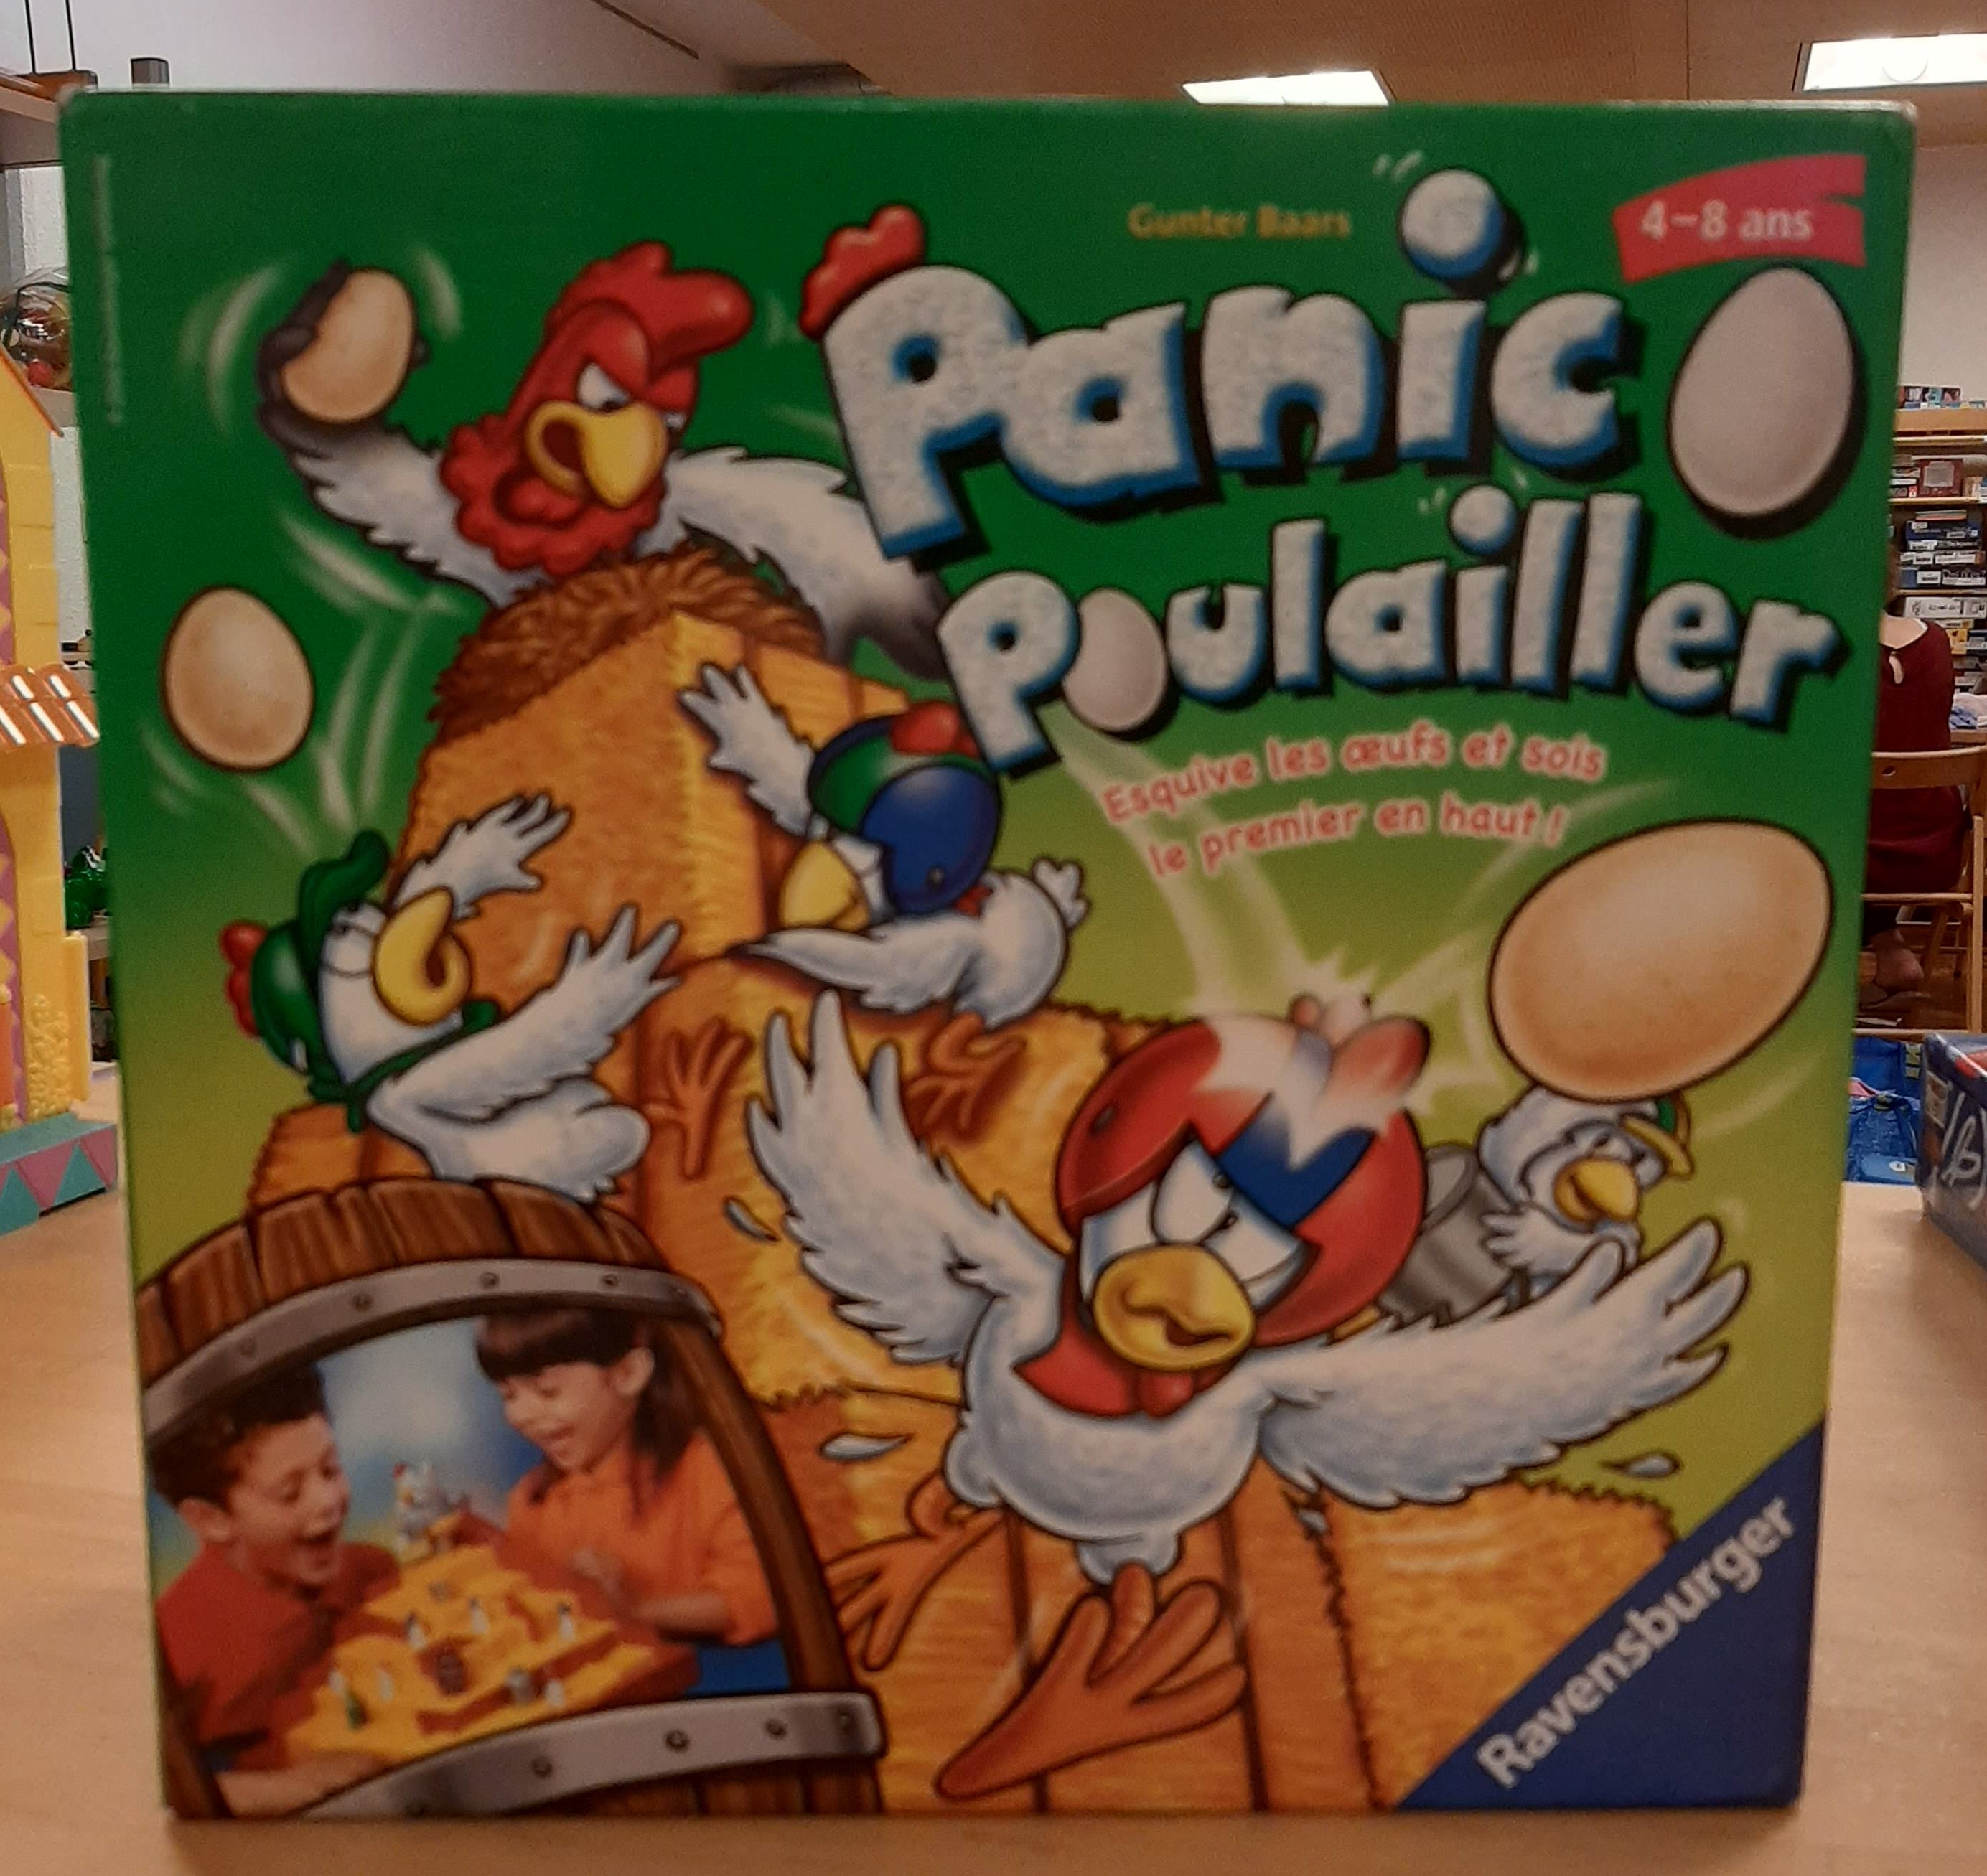 Gunter Baars
4-8 ans
Panic
Poulailler
Esquive les œufs et sois
le premier en haut !
Ravensburger